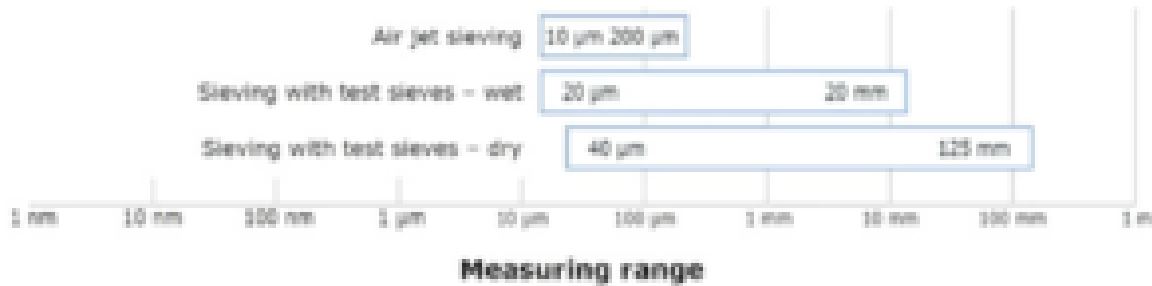 Air jet sieving 10 µm 200 µm
Sieving with test sieves – wet 20 µm 20 mm
Sieving with test sieves – dry 40 µm 125 mm
1 nm 10 nm 100 nm 1 µm 10 µm 100 µm 1 mm 10 mm 100 mm 1 m
Measuring range